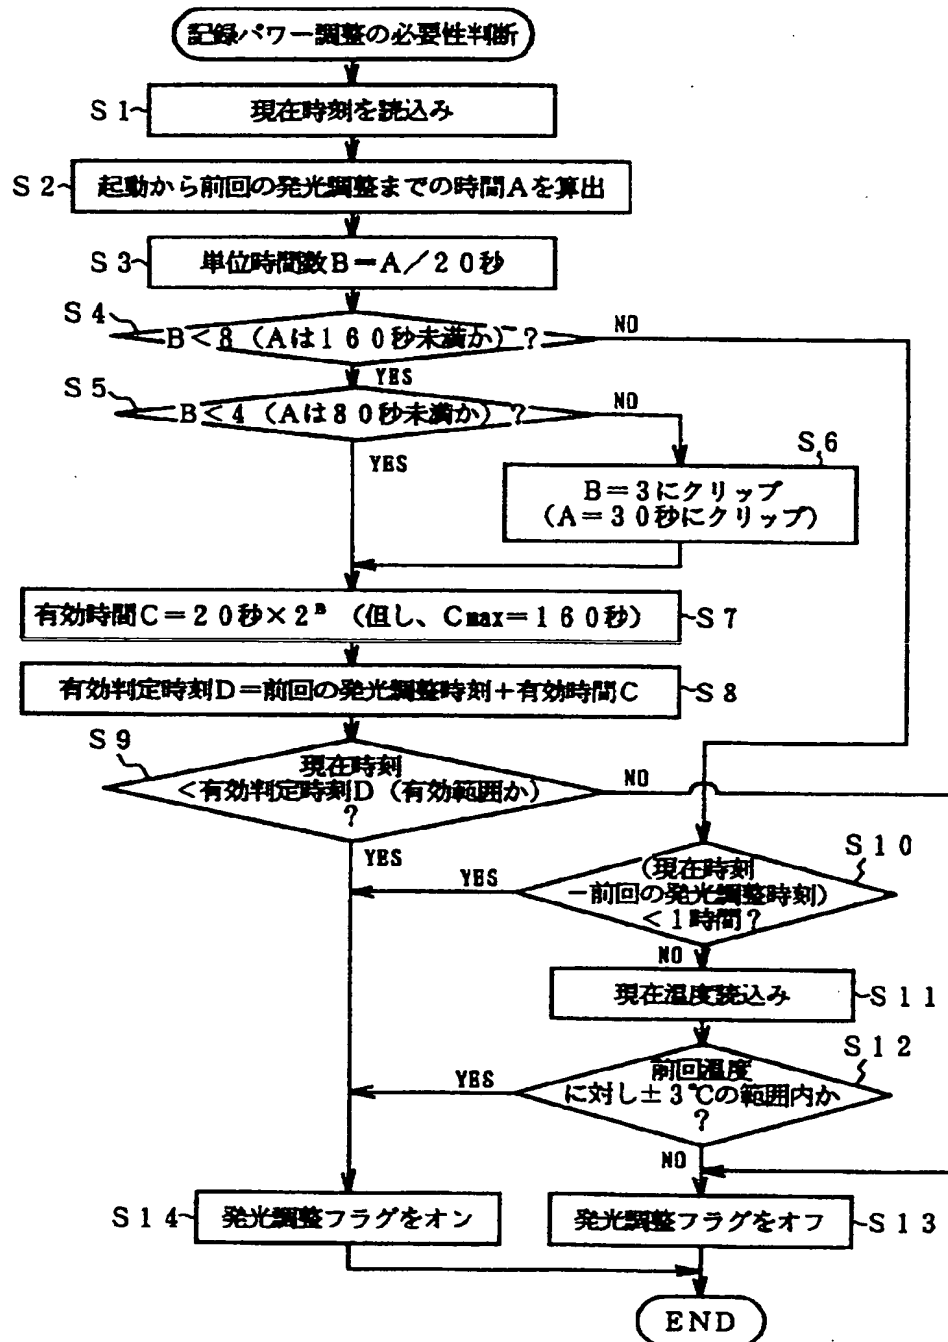 記録パワー調整の必要性判断
S1
現在時刻を読込み
S2
起動から前回の発光調整までの時間Aを算出
S3
単位時間数B=A/20秒
S4
B<8(Aは160秒未満か)?
NO
YES
S5
B<4(Aは80秒未満か)?
NO
YES
S6
B=3にクリップ
(A=30秒にクリップ)
有効時間C=20秒×2ᴮ(但し、Cmax=160秒)
S7
有効判定時刻D=前回の発光調整時刻+有効時間C
S8
S9
現在時刻
<有効判定時刻D(有効範囲か)
?
NO
YES
S10
(現在時刻
-前回の発光調整時刻)
<1時間?
YES
NO
現在温度読込み
S11
S12
前回温度
に対し±3℃の範囲内か
?
YES
NO
S14
発光調整フラグをオン
発光調整フラグをオフ
S13
END